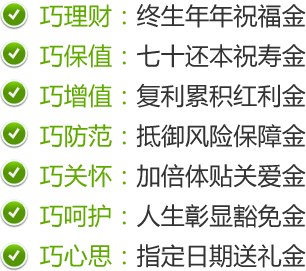 巧理财：终生年年祝福金
巧保值：七十还本祝寿金
巧增值：复利累积红利金
巧防范：抵御风险保障金
巧关怀：加倍体贴关爱金
巧呵护：人生彰显豁免金
巧心思：指定日期送礼金